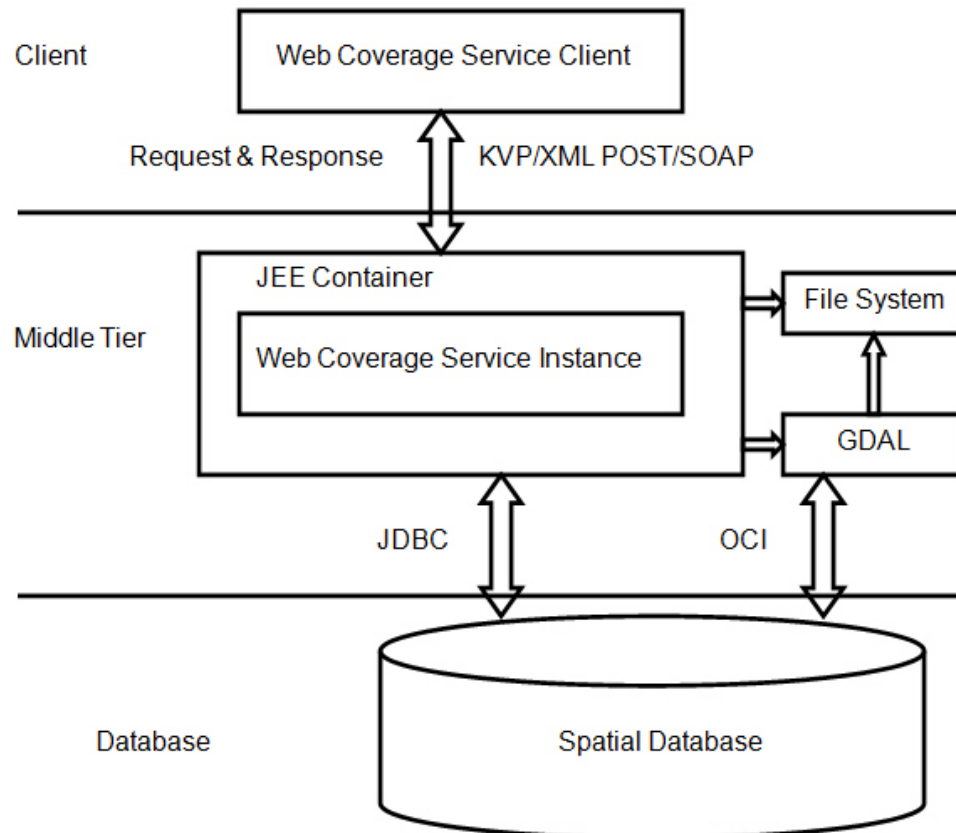 Client
Web Coverage Service Client
Request & Response
KVP/XML POST/SOAP
JEE Container
File System
Middle Tier
Web Coverage Service Instance
GDAL
JDBC
OCI
Database
Spatial Database